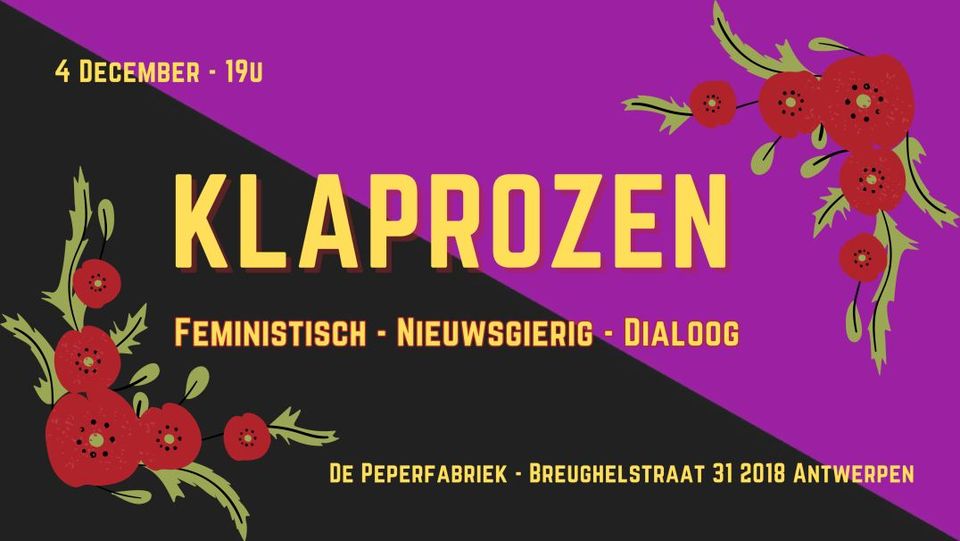 4 December - 19u
KLAPROZEN
Feministisch - Nieuwsgierig - Dialoog
De Peperfabriek - Breughelstraat 31 2018 Antwerpen